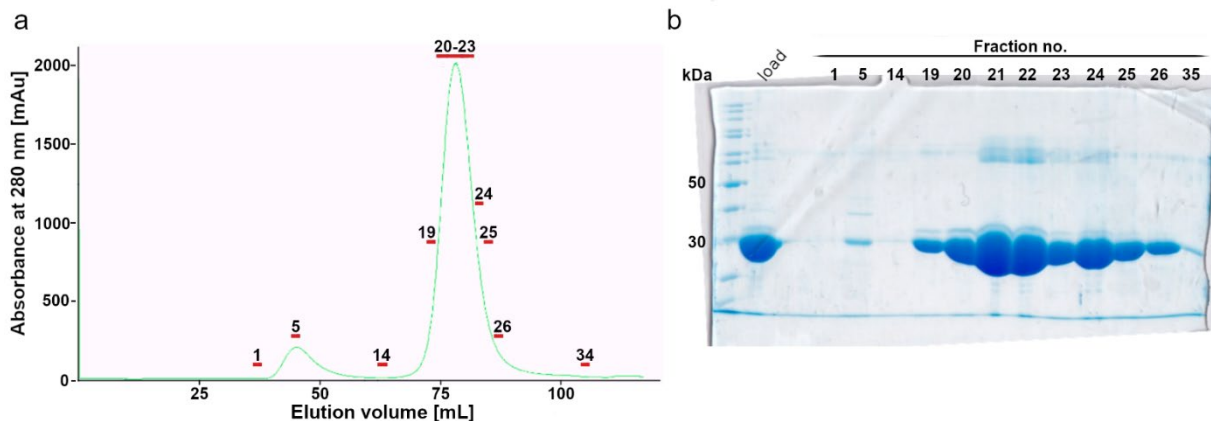 a
20-23
2000
1500
1000
500
0
Absorbance at 280 nm [mAu]
1
5
14
19
24
25
26
34
25
50
75
100
Elution volume [mL]
b
Fraction no.
kDa
load
1 5 14 19 20 21 22 23 24 25 26 35
50
30